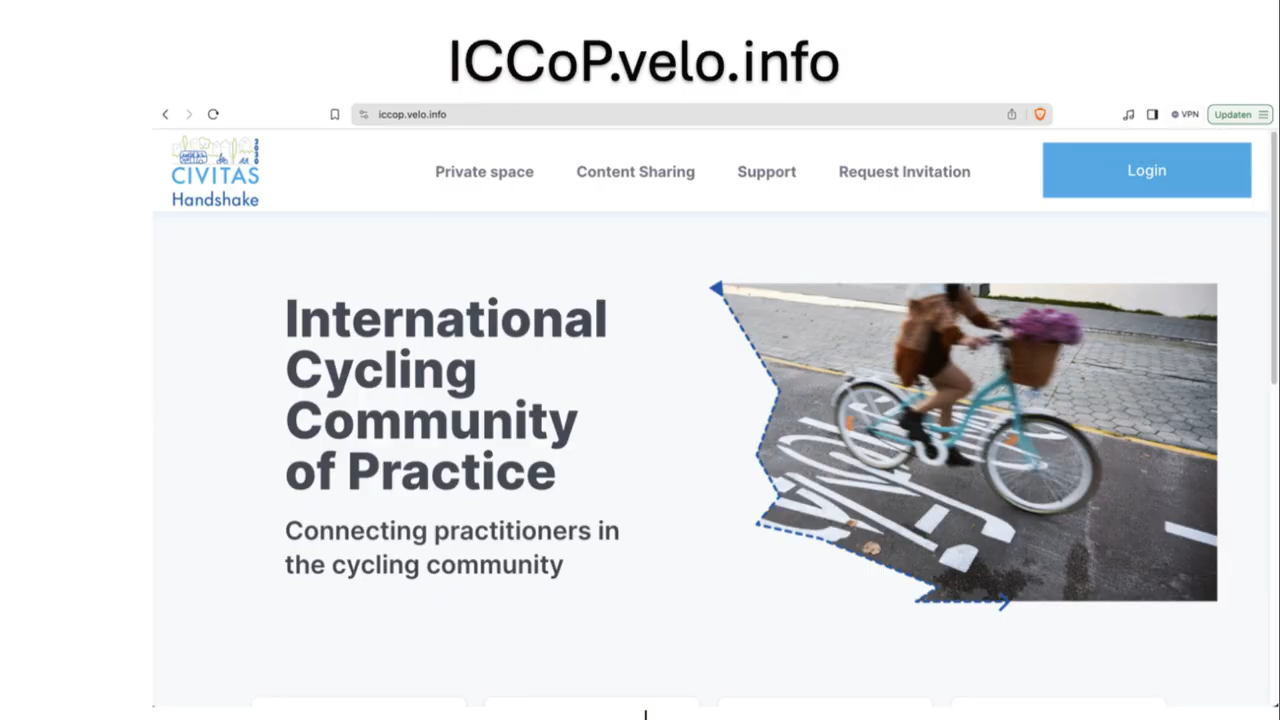 ICCoP.velo.info
iccop.velo.info
VPN
Updaten
CIVITAS
Handshake
Private space
Content Sharing
Support
Request Invitation
Login
International
Cycling
Community
of Practice
Connecting practitioners in
the cycling community